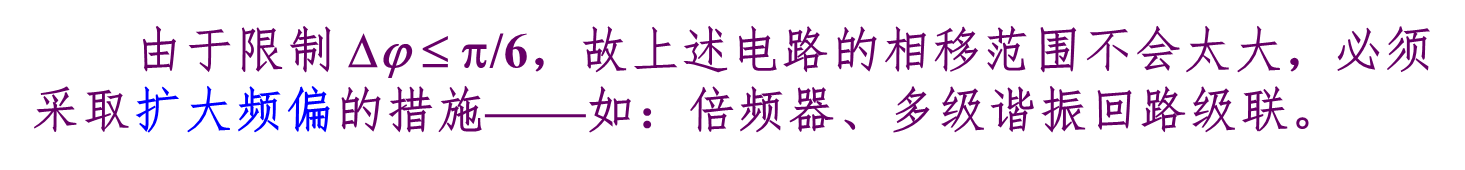 由于限制 Δφ ≤ π/6，故上述电路的相移范围不会太大，必须
采取扩大频偏的措施——如：倍频器、多级谐振回路级联。